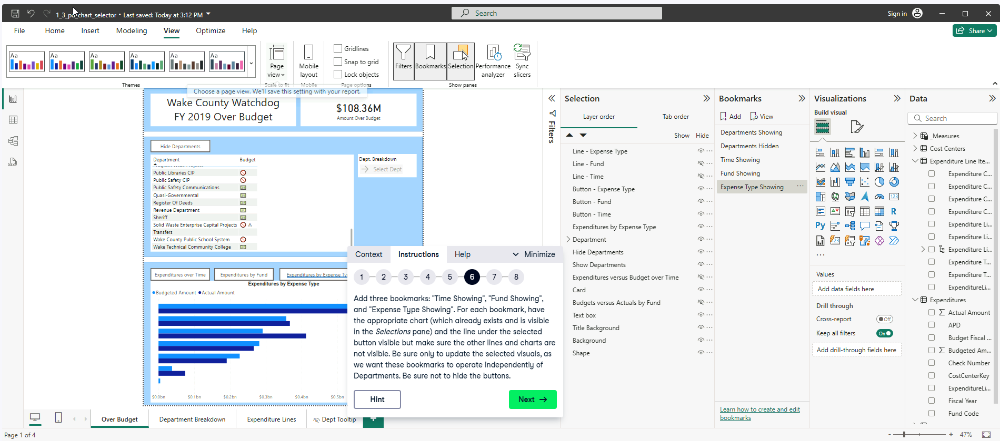 1_3_p
chart_selector • Last saved: Today at 3:12 PM
Search
Sign in
File
Home
Insert
Modeling
View
Optimize
Help
Share
Aa
Aa
Aa
Aa
Aa
Aa
Themes
Page
view
Scale to fit
Mobile
layout
Mobile
Gridlines
Snap to grid
Lock objects
Page options
Filters
Bookmarks
Selection
Performance
analyzer
Sync
slicers
Show panes
Choose a page view. We'll save this setting with your report.
Wake County Watchdog
FY 2019 Over Budget
$108.36M
Amount Over Budget
Hide Departments
Department
Budget
Program Wide Projects
Public Libraries CIP
Public Safety CIP
Public Safety Communications
Quasi-Governmental
Register Of Deeds
Revenue Department
Sheriff
Solid Waste Enterprise Capital Projects
Transfers
Wake County Public School System
Wake Technical Community College
Dept. Breakdown
Select Dept
Expenditures over Time
Expenditures by Fund
Expenditures by Expense Ty
Expenditures by Expense Type
Budgeted Amount
Actual Amount
$0.0bn
$0.1bn
$0.2bn
$0.3bn
$0.4bn
$0.5bn
Context
Instructions
Help
Minimize
1
2
3
4
5
6
7
8
Add three bookmarks: "Time Showing", "Fund Showing",
and "Expense Type Showing". For each bookmark, have
the appropriate chart (which already exists and is visible
in the Selections pane) and the line under the selected
button visible but make sure the other lines and charts are
not visible. Be sure only to update the selected visuals, as
we want these bookmarks to operate independently of
Departments. Be sure not to hide the buttons.
HInt
Next
Filters
Selection
Layer order
Tab order
Show
Hide
Line - Expense Type
Line - Fund
Line - Time
Button - Expense Type
Button - Fund
Button - Time
Expenditures by Expense Type
Department
Hide Departments
Show Departments
Expenditures versus Budget over Time
Card
Budgets versus Actuals by Fund
Text box
Title Background
Background
Shape
Bookmarks
Add
View
Departments Showing
Departments Hidden
Time Showing
Fund Showing
Expense Type Showing
Learn how to create and edit
bookmarks
Visualizations
Build visual
123
R
Py
123
Values
Add data fields here
Drill through
Cross-report
Off
Keep all filters
On
Add drill-through fields here
Data
Search
_Measures
Cost Centers
Expenditure Line Ite...
Expenditure C...
Expenditure C...
Expenditure C...
Expenditure C...
Expenditure Li...
Expenditure Li...
Expenditure Li...
Expenditure T...
Expenditure T...
ExpenditureLi...
Expenditures
Actual Amount
APD
Budget Fiscal ...
Budgeted Am...
Check Number
CostCenterKey
ExpenditureLi...
Fiscal Year
Fund Code
DAX
Over Budget
Department Breakdown
Expenditure Lines
Dept Tooltip
Page 1 of 4
- + 47%